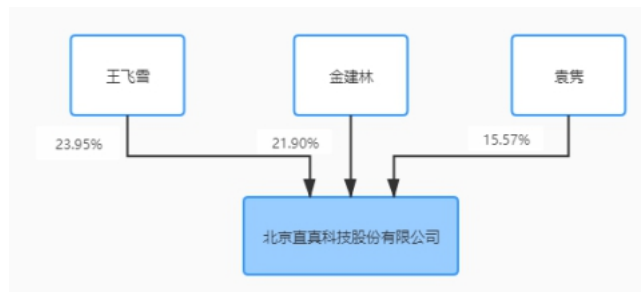 王飞雪
金建林
袁隽
23.95%
21.90%
15.57%
北京直真科技股份有限公司